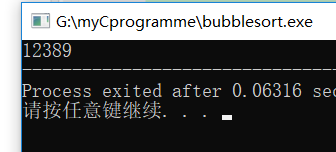 G:\myCprogramme\bubblesort.exe
12389
--------------------------------
Process exited after 0.06316 sec
请按任意键继续. . .